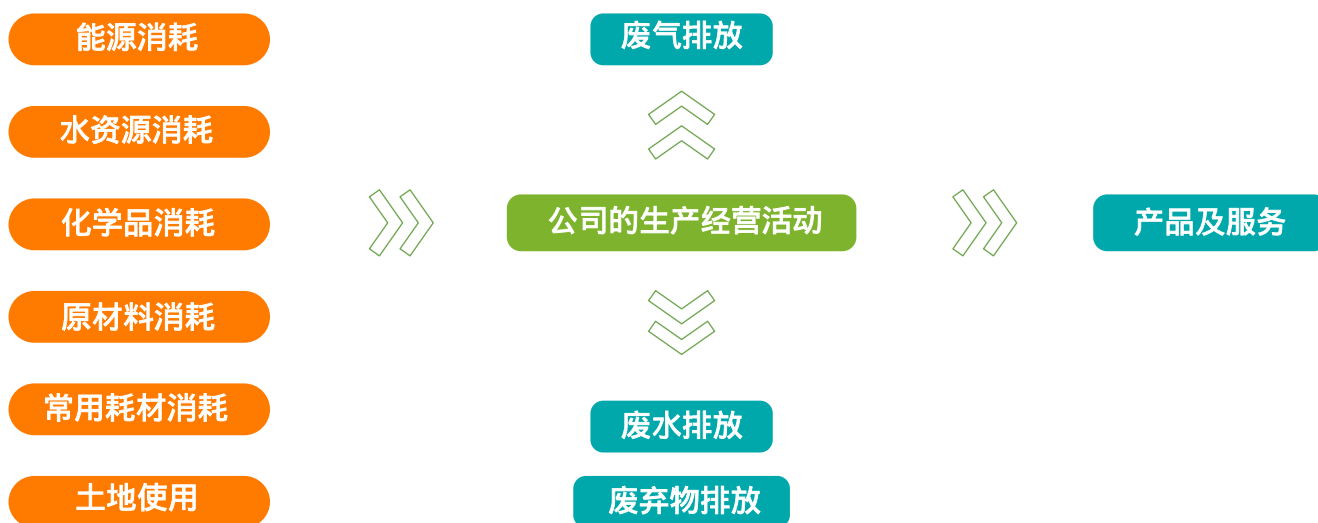 能源消耗
水资源消耗
化学品消耗
原材料消耗
常用耗材消耗
土地使用
废气排放
公司的生产经营活动
废水排放
废弃物排放
产品及服务